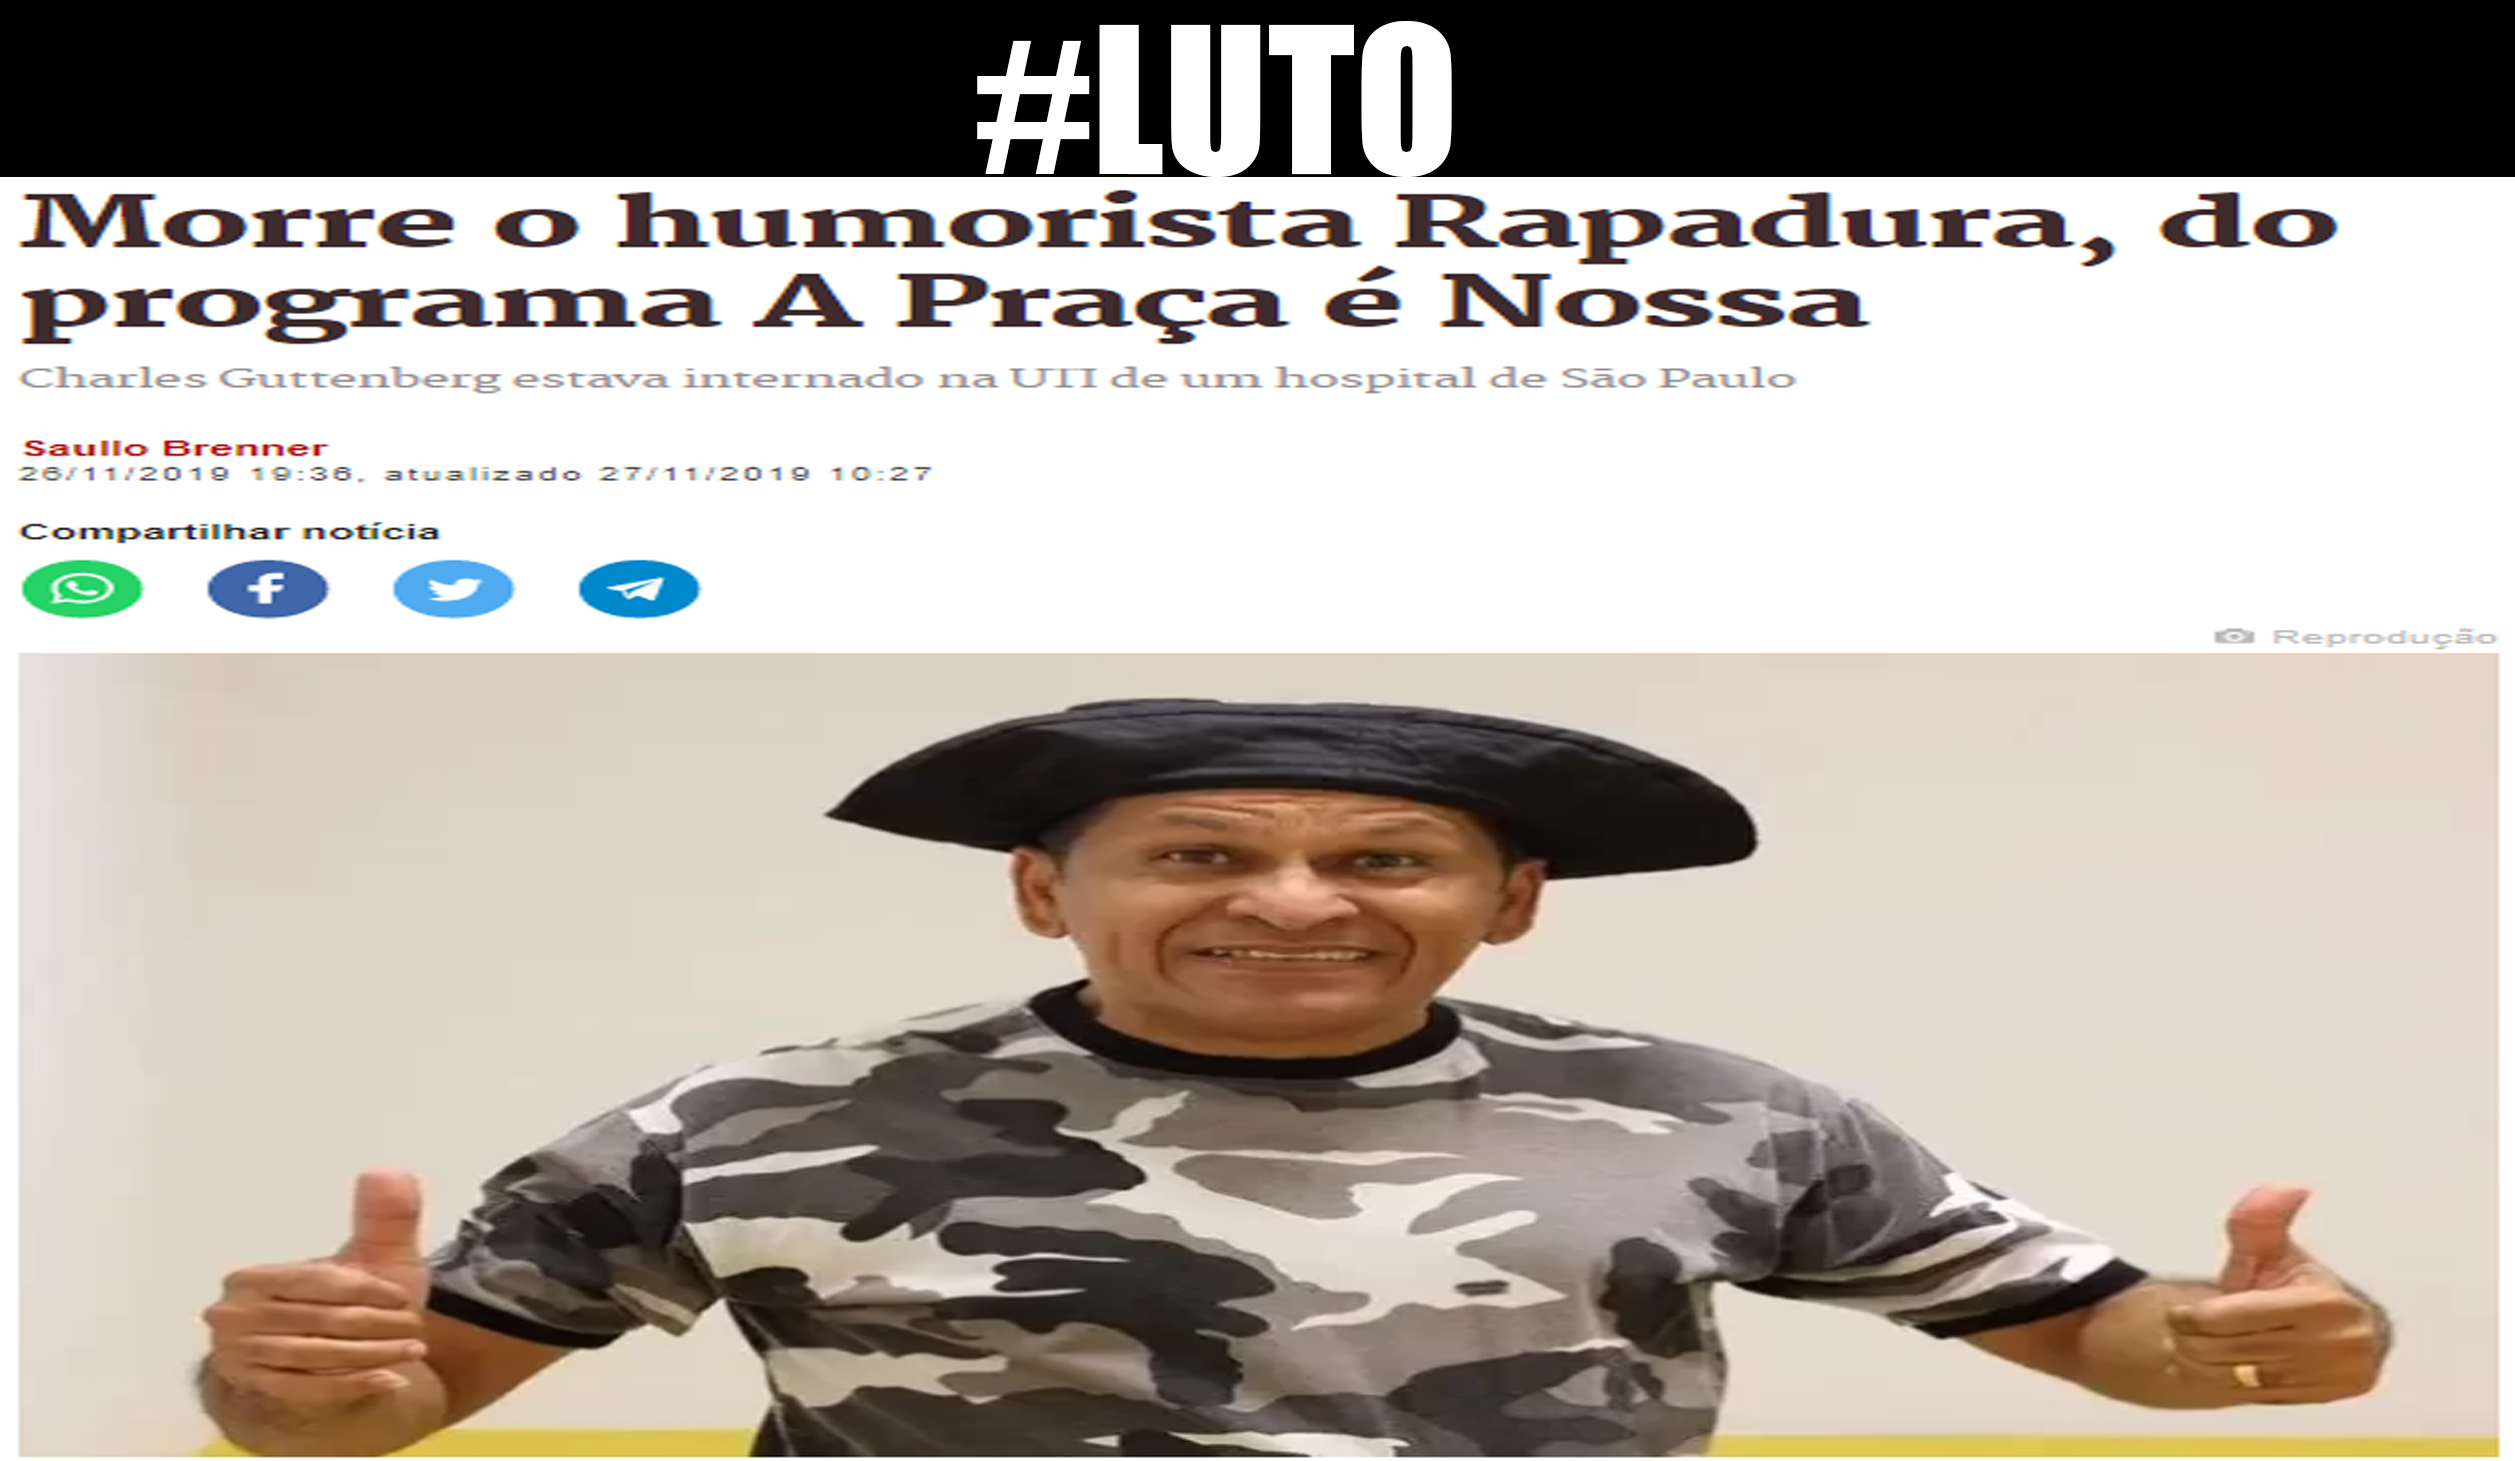 #LUTO
Morre o humorista Rapadura, do
programa A Praça é Nossa
Charles Guttenberg estava internado na UTI de um hospital de São Paulo
Saullo Brenner
26/11/2019 19:36, atualizado 27/11/2019 10:27
Compartilhar notícia
Reprodução